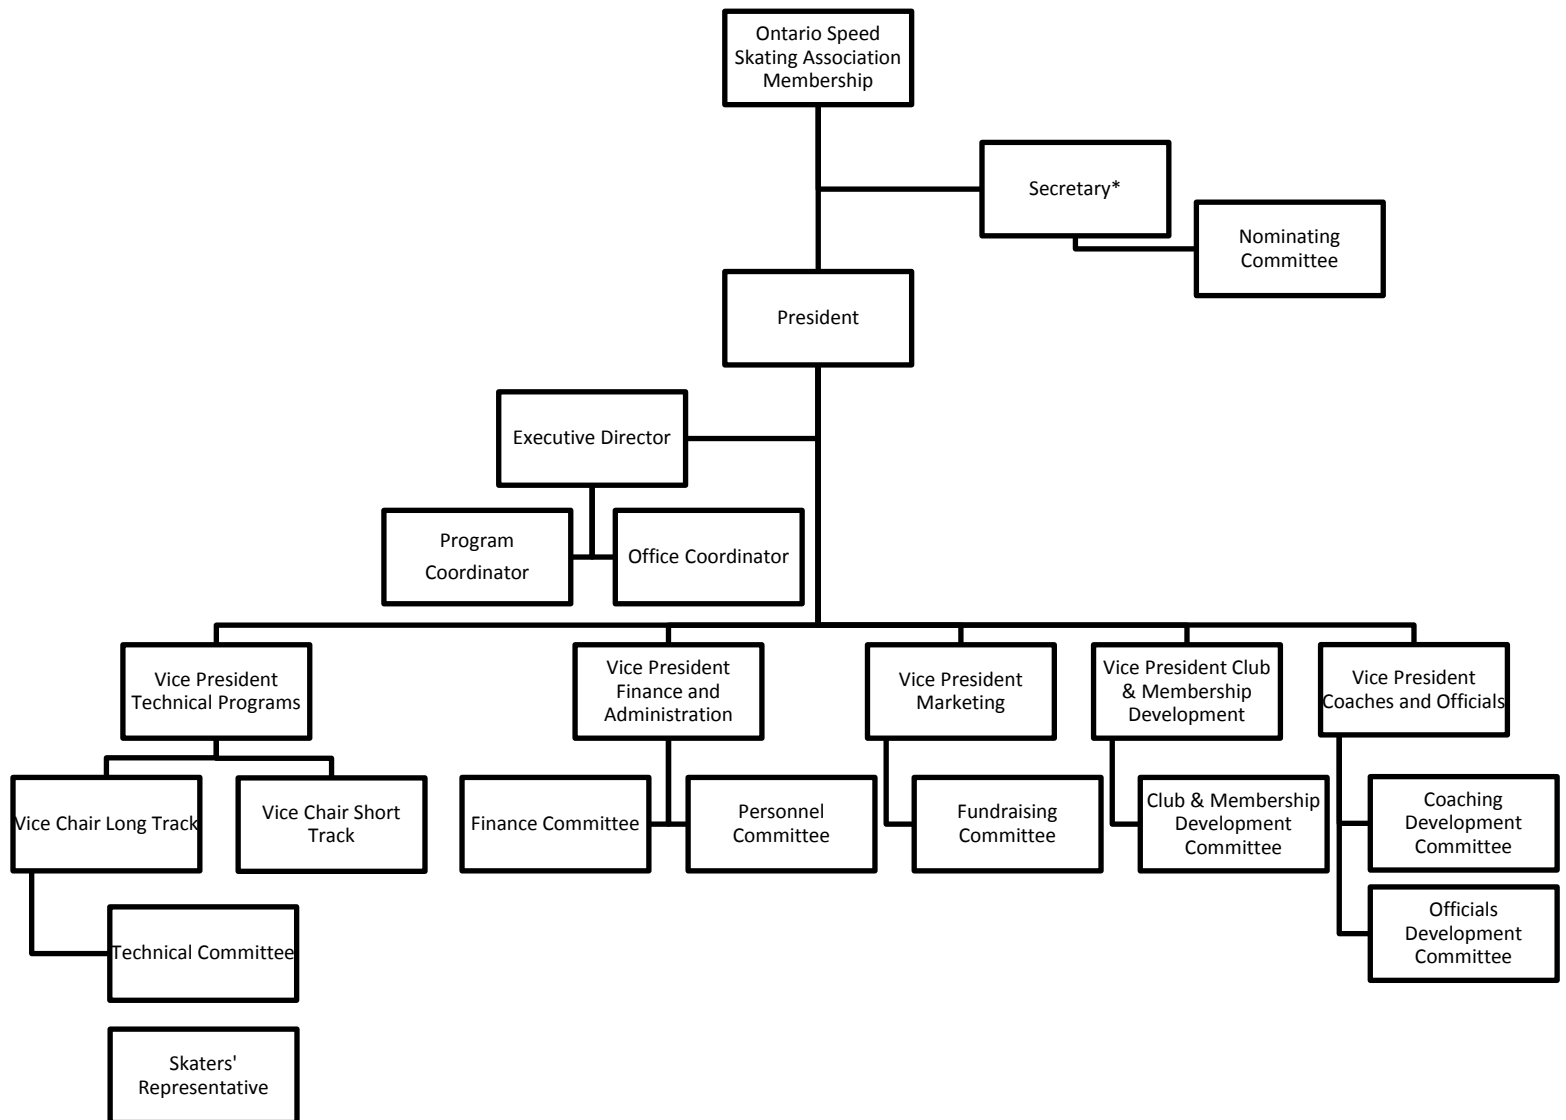 Ontario Speed
Skating Association
Membership
Secretary*
Nominating
Committee
President
Executive Director
Program
Coordinator
Office Coordinator
Vice President
Technical Programs
Vice President
Finance and
Administration
Vice President
Marketing
Vice President Club
& Membership
Development
Vice President
Coaches and Officials
Vice Chair Long Track
Vice Chair Short
Track
Finance Committee
Personnel
Committee
Fundraising
Committee
Club & Membership
Development
Committee
Coaching
Development
Committee
Technical Committee
Officials
Development
Committee
Skaters'
Representative